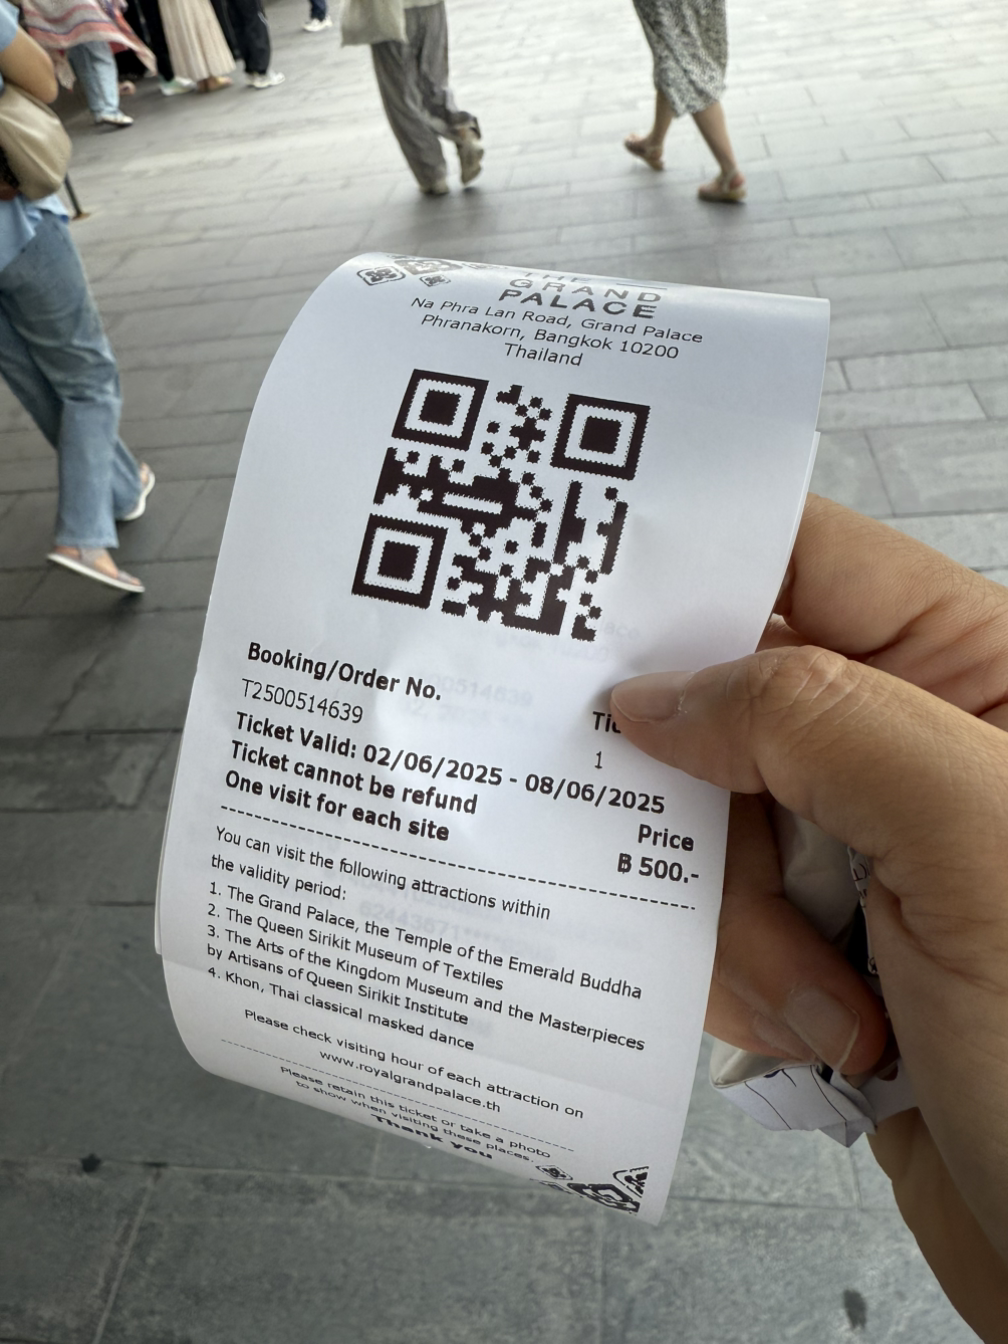 THE
GRAND
PALACE
Na Phra Lan Road, Grand Palace
Phranakorn, Bangkok 10200
Thailand
Booking/Order No.
T2500514639
1
Ticket Valid: 02/06/2025 - 08/06/2025
Ticket cannot be refund
One visit for each site
Price
฿ 500.-
You can visit the following attractions within
the validity period:
1. The Grand Palace, the Temple of the Emerald Buddha
2. The Queen Sirikit Museum of Textiles
3. The Arts of the Kingdom Museum and the Masterpieces
by Artisans of Queen Sirikit Institute
4. Khon, Thai classical masked dance
Please check visiting hour of each attraction on
www.royalgrandpalace.th
Please retain this ticket or take a photo
to show when visiting these places.
Thank you